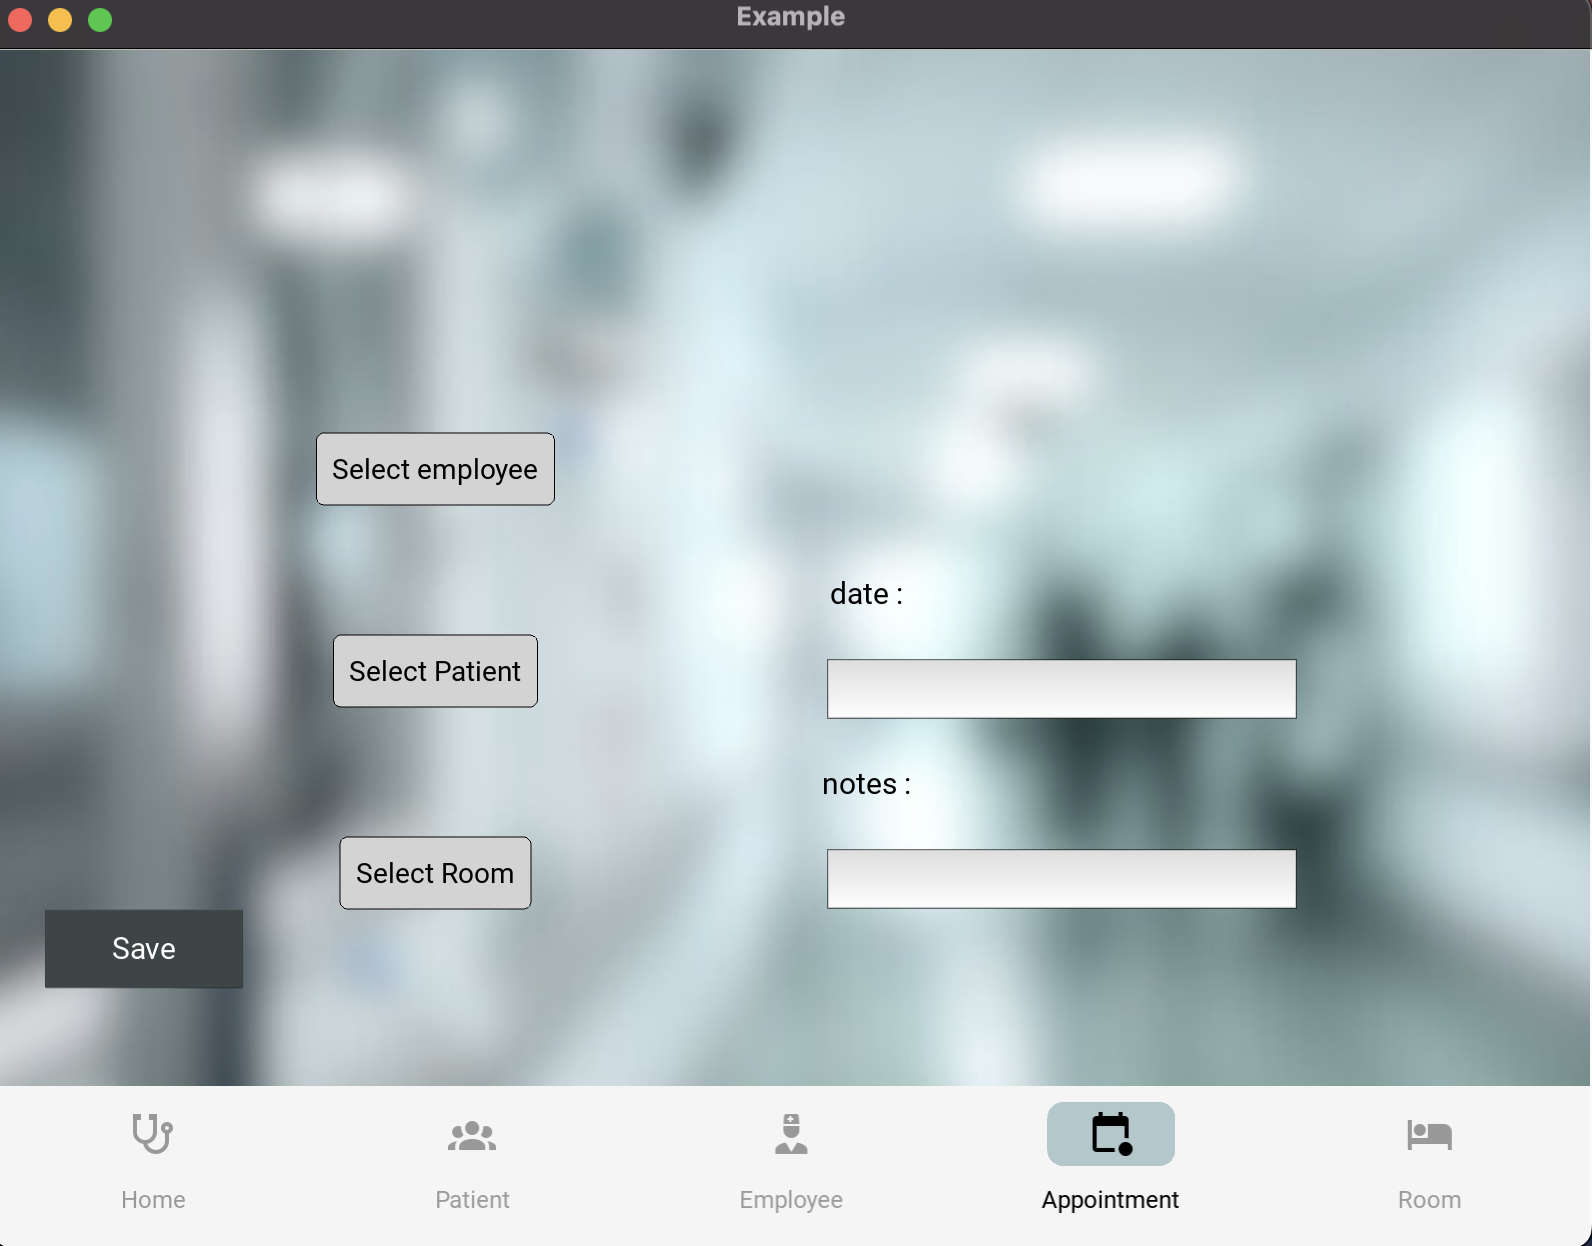 Example
Select employee
date :
Select Patient
notes :
Select Room
Save
Home
Patient
Employee
Appointment
Room